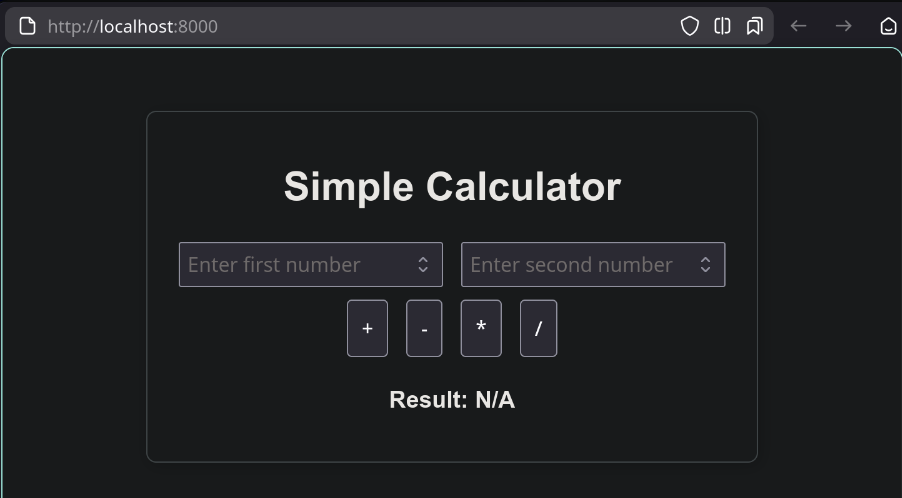 http://localhost:8000
Simple Calculator
Enter first number Enter second number
+ - * /
Result: N/A